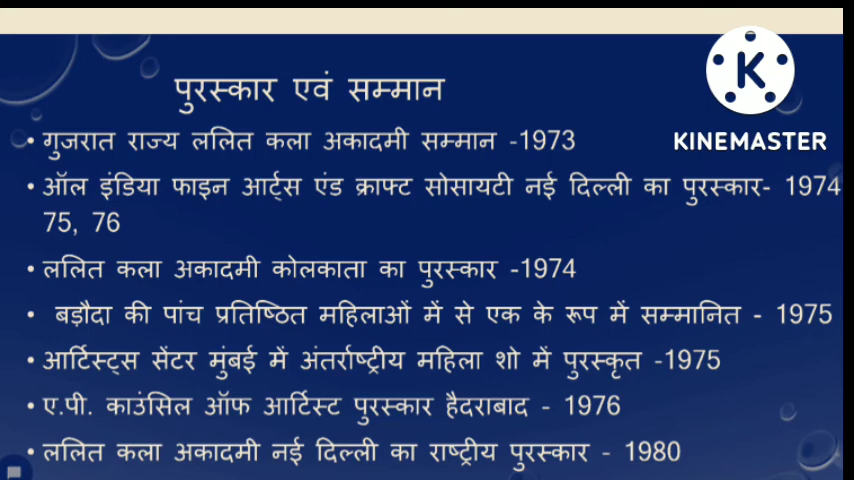 पुरस्कार एवं सम्मान
K
KINEMASTER
• गुजरात राज्य ललित कला अकादमी सम्मान -1973
• ऑल इंडिया फाइन आर्ट्स एंड क्राफ्ट सोसायटी नई दिल्ली का पुरस्कार- 1974
75, 76
• ललित कला अकादमी कोलकाता का पुरस्कार -1974
• बड़ौदा की पांच प्रतिष्ठित महिलाओं में से एक के रूप में सम्मानित - 1975
• आर्टिस्ट्स सेंटर मुंबई में अंतर्राष्ट्रीय महिला शो में पुरस्कृत -1975
• ए.पी. काउंसिल ऑफ आर्टिस्ट पुरस्कार हैदराबाद - 1976
• ललित कला अकादमी नई दिल्ली का राष्ट्रीय पुरस्कार - 1980